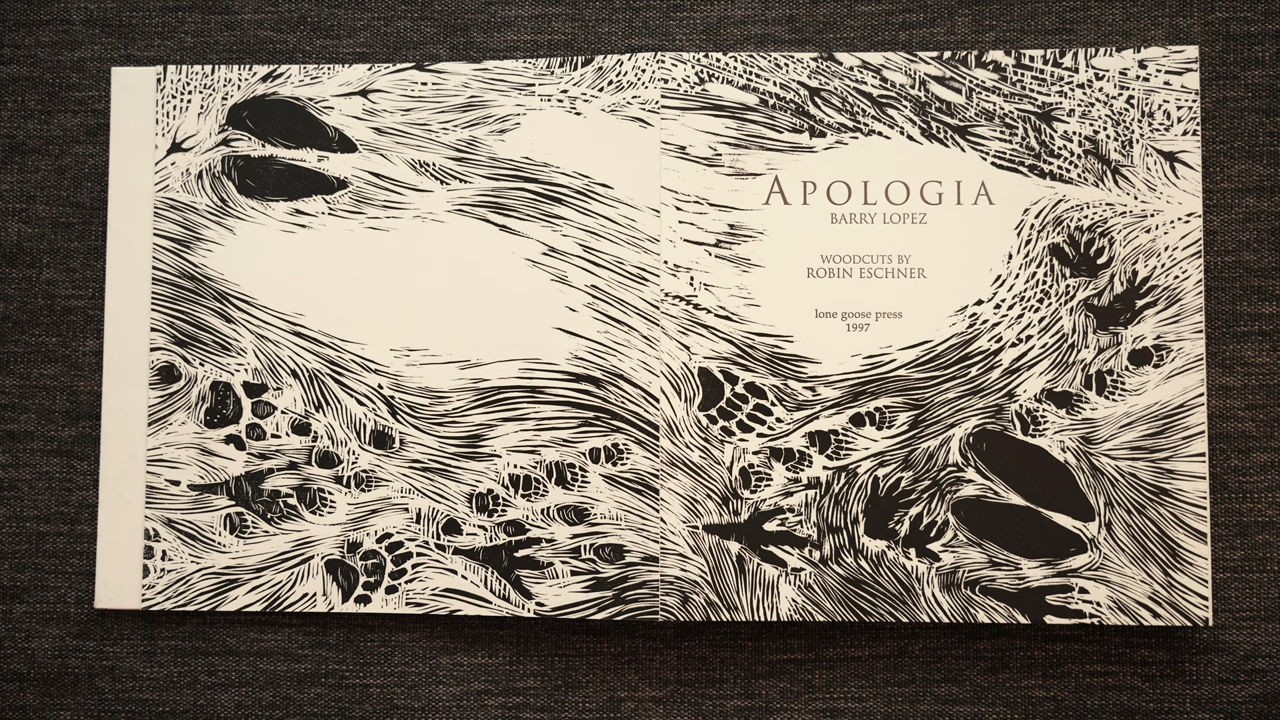 APOLOGIA
BARRY LOPEZ
WOODCUTS BY
ROBIN ESCHNER
lone goose press
1997